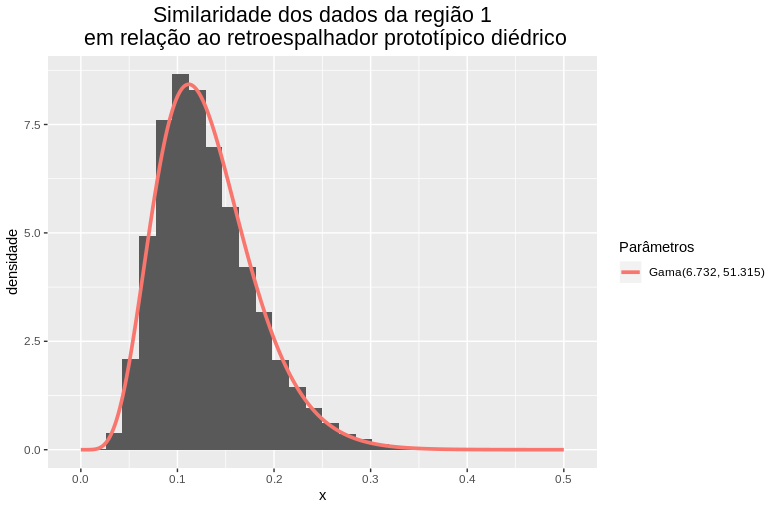 Similaridade dos dados da região 1
em relação ao retroespalhador prototípico diédrico
densidade
7.5
5.0
2.5
0.0
0.0 0.1 0.2 0.3 0.4 0.5
x
Parâmetros
Gama(6.732, 51.315)